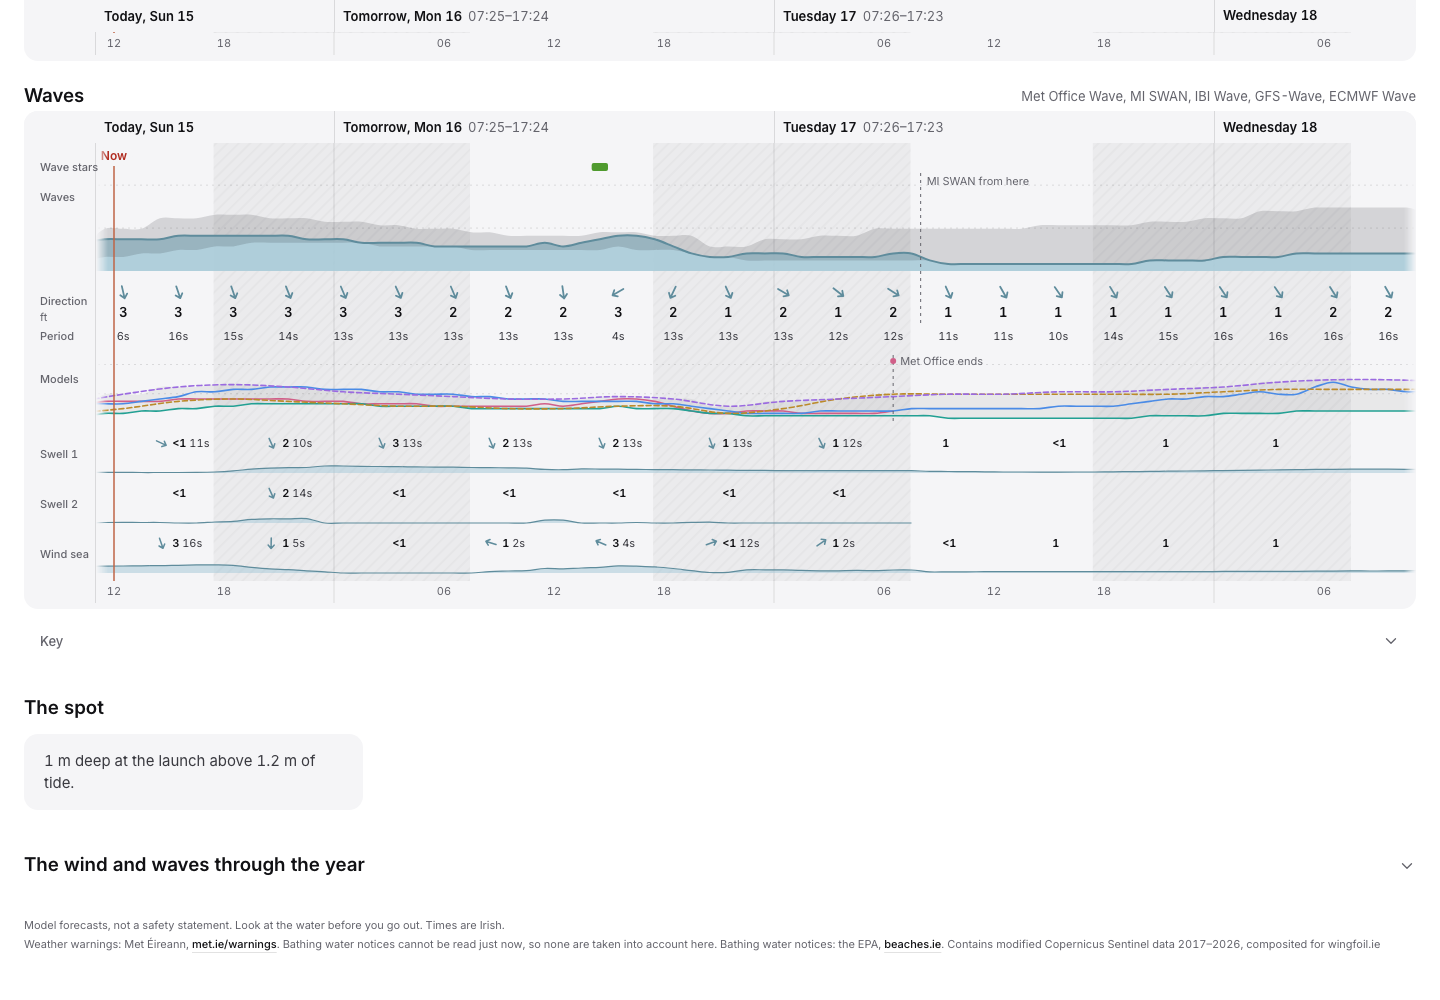 Today, Sun 15 Tomorrow, Mon 16 07:25–17:24 Tuesday 17 07:26–17:23 Wednesday 18
12 18 06 12 18 06 12 18 06
Waves Met Office Wave, MI SWAN, IBI Wave, GFS-Wave, ECMWF Wave
Today, Sun 15 Tomorrow, Mon 16 07:25–17:24 Tuesday 17 07:26–17:23 Wednesday 18
Now
Wave stars
MI SWAN from here
Waves
Direction
ft 3 3 3 3 3 3 2 2 2 3 2 1 2 1 2 1 1 1 1 1 1 1 2 2
Period 6s 16s 15s 14s 13s 13s 13s 13s 13s 4s 13s 13s 13s 12s 12s 11s 11s 10s 14s 15s 16s 16s 16s 16s
Met Office ends
Models
<1 11s 2 10s 3 13s 2 13s 2 13s 1 13s 1 12s 1 <1 1 1
Swell 1
<1 2 14s <1 <1 <1 <1 <1
Swell 2
3 16s 1 5s <1 1 2s 3 4s <1 12s 1 2s <1 1 1 1
Wind sea
12 18 06 12 18 06 12 18 06
Key
The spot
1 m deep at the launch above 1.2 m of
tide.
The wind and waves through the year
Model forecasts, not a safety statement. Look at the water before you go out. Times are Irish.
Weather warnings: Met Éireann, met.ie/warnings. Bathing water notices cannot be read just now, so none are taken into account here. Bathing water notices: the EPA, beaches.ie. Contains modified Copernicus Sentinel data 2017–2026, composited for wingfoil.ie